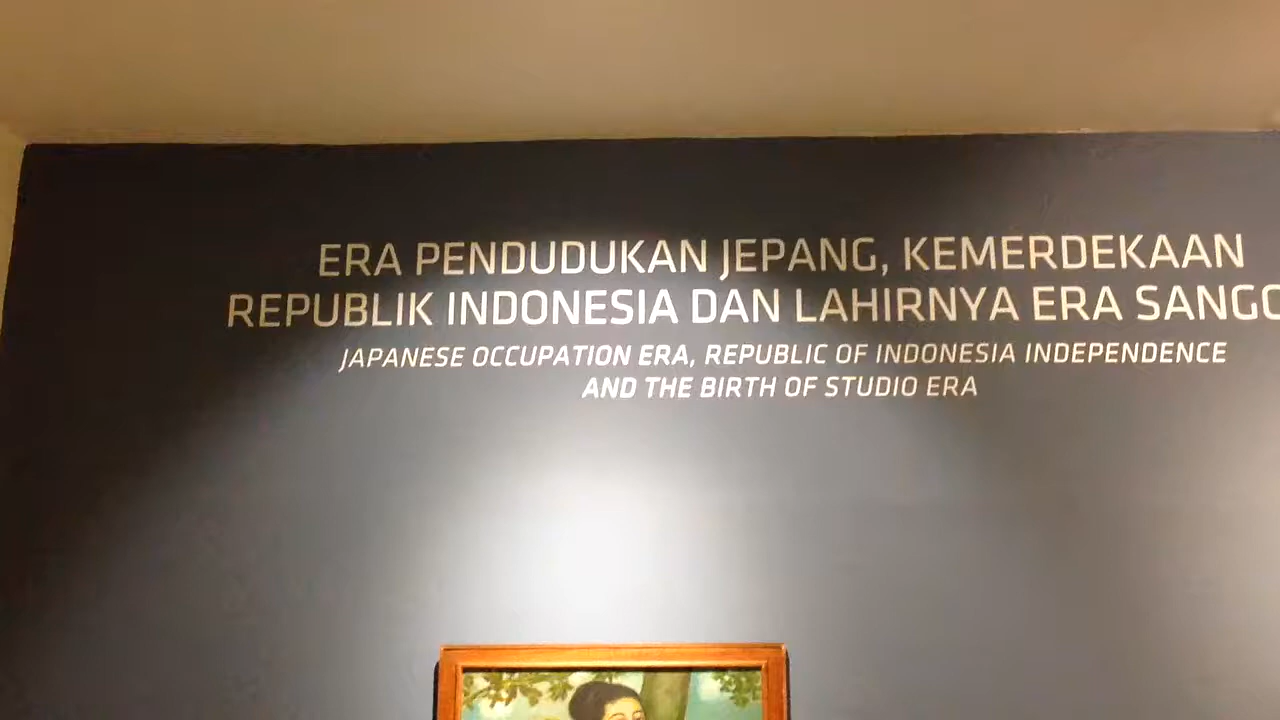 ERA PENDUDUKAN JEPANG, KEMERDEKAAN
REPUBLIK INDONESIA DAN LAHIRNYA ERA
JAPANESE OCCUPATION ERA, REPUBLIC OF INDONESIA INDEPENDENCE
AND THE BIRTH OF STUDIO ERA